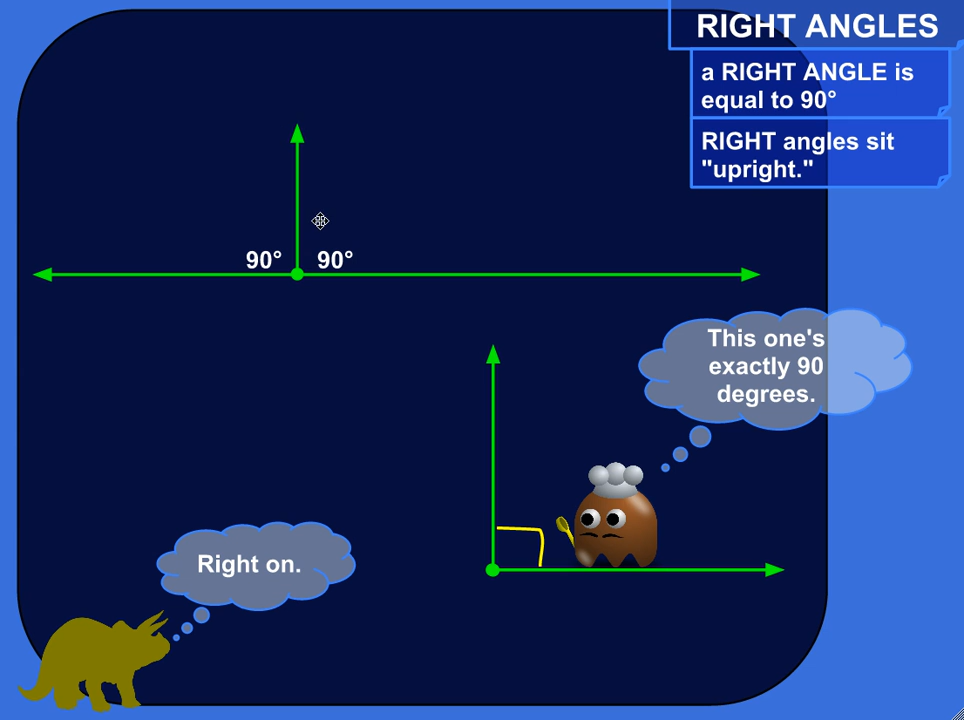 RIGHT ANGLES
a RIGHT ANGLE is
equal to 90°
RIGHT angles sit
"upright."
90° 90°
This one's
exactly 90
degrees.
Right on.